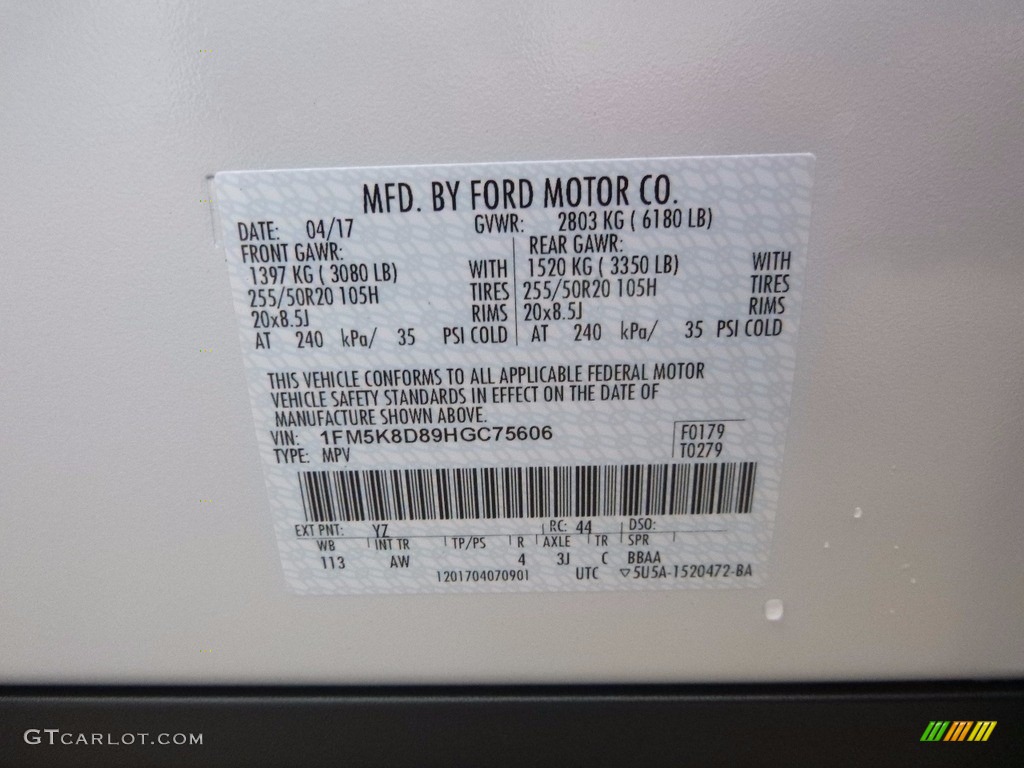 MFD. BY FORD MOTOR CO.
DATE: 04/17 GVWR: 2803 KG ( 6180 LB)
FRONT GAWR: REAR GAWR:
1397 KG ( 3080 LB) WITH 1520 KG ( 3350 LB) WITH
255/50R20 105H TIRES 255/50R20 105H TIRES
20x8.5J RIMS 20x8.5J RIMS
AT 240 kPa/ 35 PSI COLD AT 240 kPa/ 35 PSI COLD
THIS VEHICLE CONFORMS TO ALL APPLICABLE FEDERAL MOTOR
VEHICLE SAFETY STANDARDS IN EFFECT ON THE DATE OF
MANUFACTURE SHOWN ABOVE.
VIN: 1FM5K8D89HGC75606 F0179
TYPE: MPV T0279
EXT PNT: YZ RC: 44 DSO:
WB INT TR TP/PS R AXLE TR SPR
113 AW 4 3J C BBAA
1201704070901 UTC ▽5U5A-1520472-BA
GTCARLOT.COM